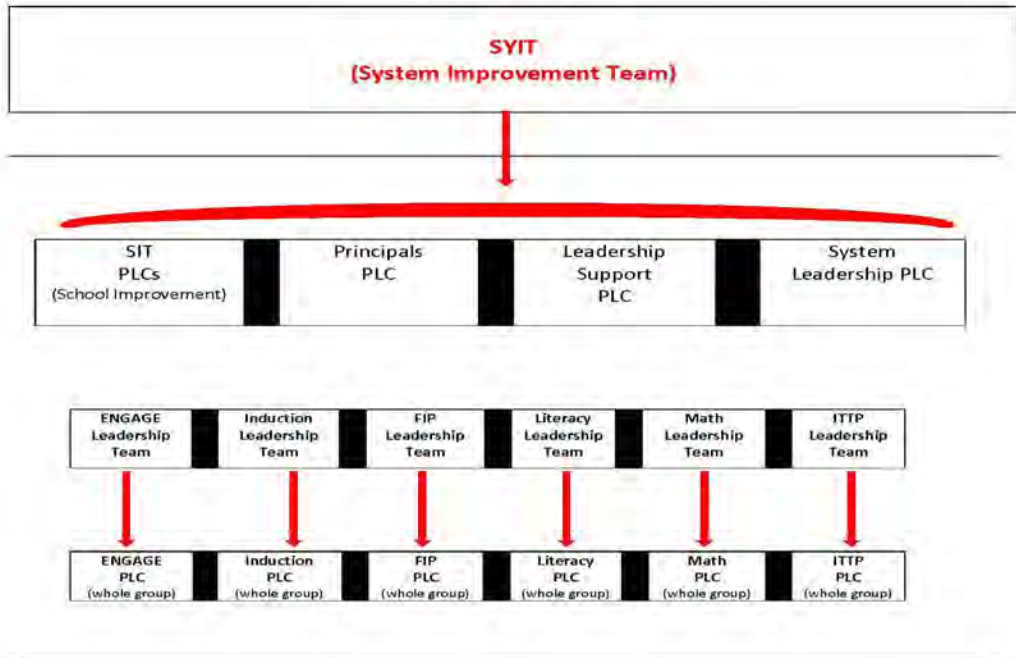 SYIT
(System Improvement Team)
SIT
PLCs
(School Improvement)
Principals
PLC
Leadership
Support
PLC
System
Leadership PLC
ENGAGE
Leadership
Team
Induction
Leadership
Team
FIP
Leadership
Team
Literacy
Leadership
Team
Math
Leadership
Team
ITTP
Leadership
Team
ENGAGE
PLC
(whole group)
Induction
PLC
(whole group)
FIP
PLC
(whole group)
Literacy
PLC
(whole group)
Math
PLC
(whole group)
ITTP
PLC
(whole group)